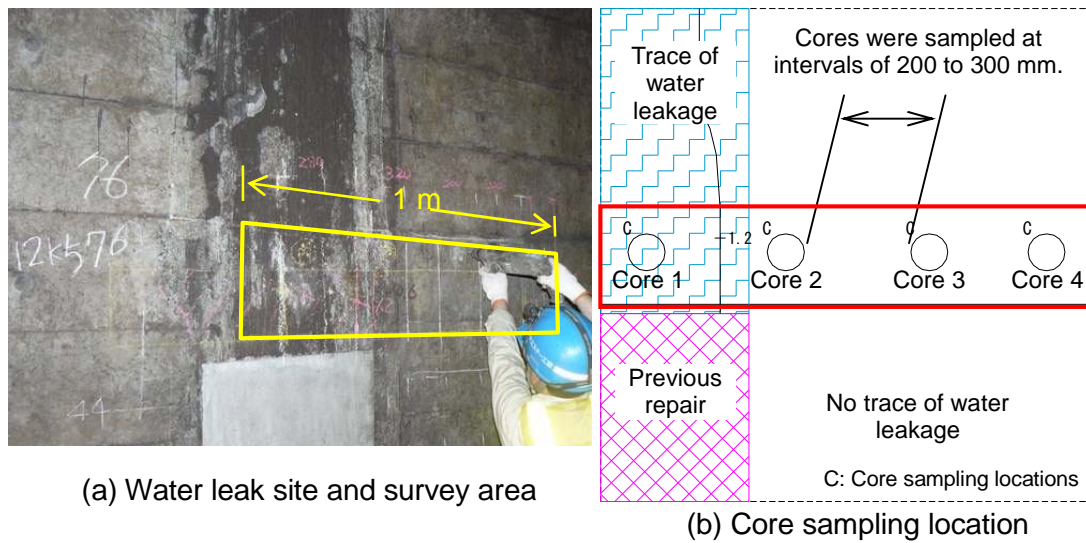 76
12K576
44
1 m
(a) Water leak site and survey area
Trace of
water
leakage
Cores were sampled at
intervals of 200 to 300 mm.
C
C
C
C
1.2
Core 1
Core 2
Core 3
Core 4
Previous
repair
No trace of water
leakage
C: Core sampling locations
(b) Core sampling location